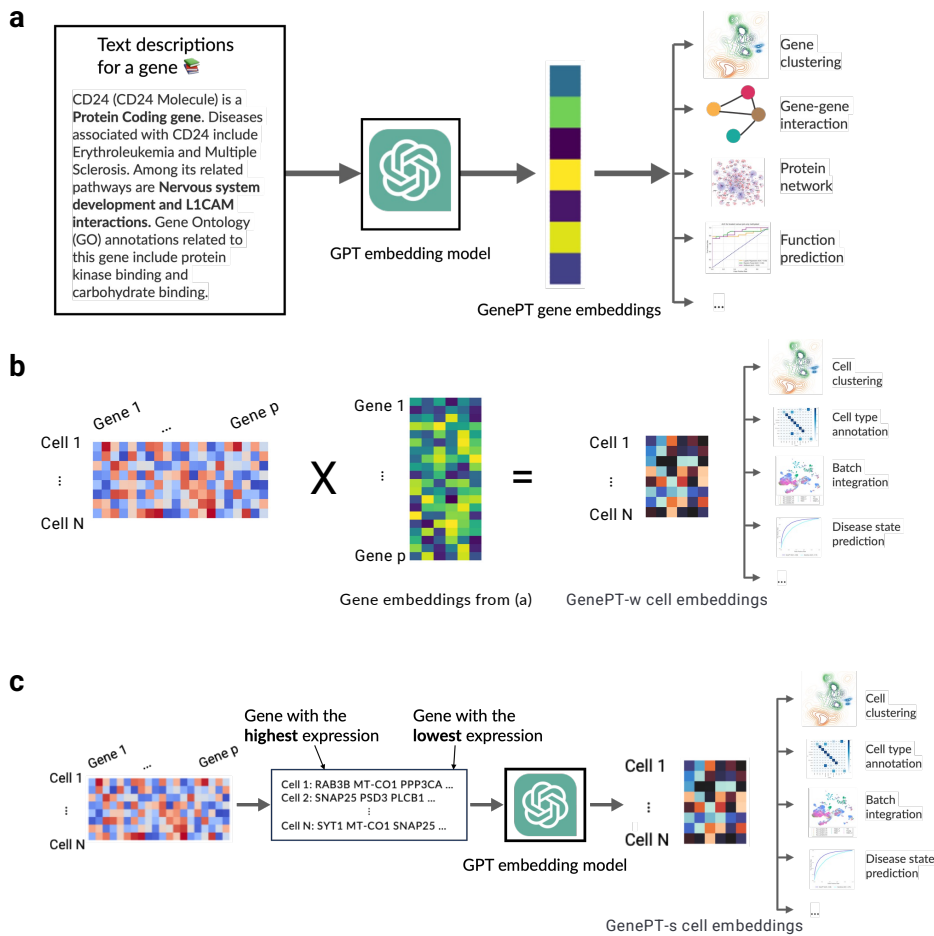 a
Text descriptions
for a gene
CD24 (CD24 Molecule) is a
Protein Coding gene. Diseases
associated with CD24 include
Erythroleukemia and Multiple
Sclerosis. Among its related
pathways are Nervous system
development and L1CAM
interactions. Gene Ontology
(GO) annotations related to
this gene include protein
kinase binding and
carbohydrate binding.
GPT embedding model
GenePT gene embeddings
Gene
clustering
Gene-gene
interaction
Protein
network
Function
prediction
...
b
Gene 1
...
Gene p
Cell 1
⋮
Cell N
X
Gene 1
⋮
Gene p
=
Cell 1
⋮
Cell N
Gene embeddings from (a)
GenePT-w cell embeddings
Cell
clustering
Cell type
annotation
Batch
integration
Disease state
prediction
...
c
Gene 1
...
Gene p
Cell 1
⋮
Cell N
Gene with the
highest expression
Gene with the
lowest expression
Cell 1: RAB3B MT-CO1 PPP3CA ...
Cell 2: SNAP25 PSD3 PLCB1 ...
⋮
Cell N: SYT1 MT-CO1 SNAP25 ...
GPT embedding model
Cell 1
⋮
Cell N
GenePT-s cell embeddings
Cell
clustering
Cell type
annotation
Batch
integration
Disease state
prediction
...